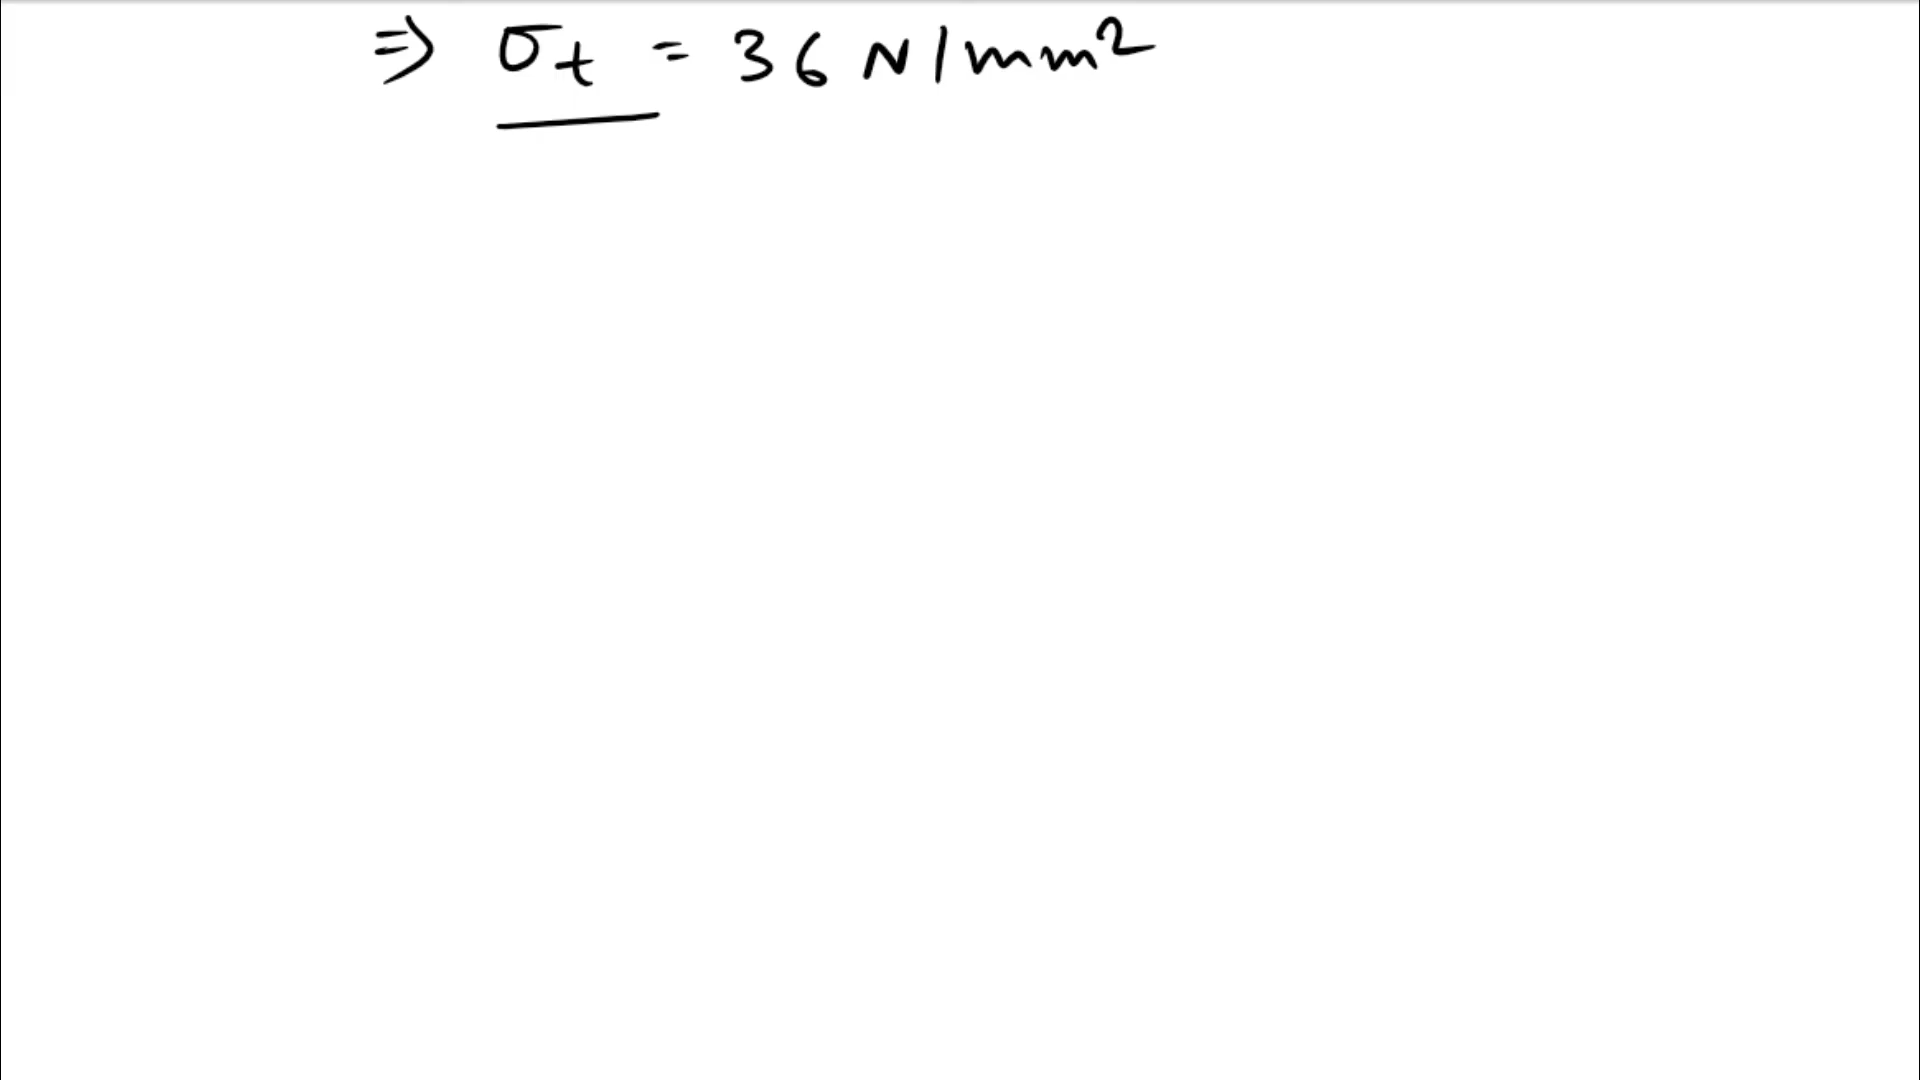 ⇒ σt = 36 N/mm²